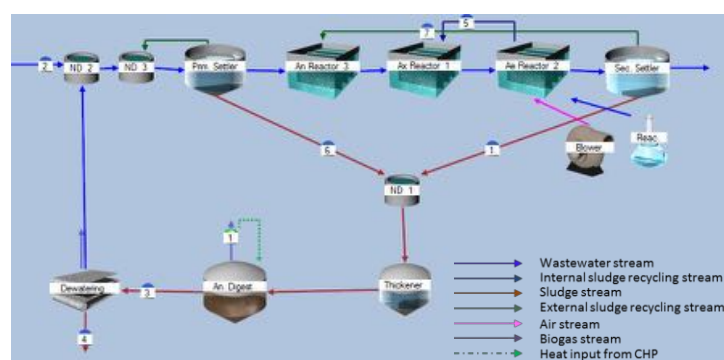 7
5
2
ND 2
ND 3
Prim. Settler
An Reactor 3
Ax Reactor 1
Ae Reactor 2
Sec. Settler
Blower
Reac.
6
1
ND 1
1
Dewatering
3
An. Digest
Thickener
4
Wastewater stream
Internal sludge recycling stream
Sludge stream
External sludge recycling stream
Air stream
Biogas stream
Heat input from CHP